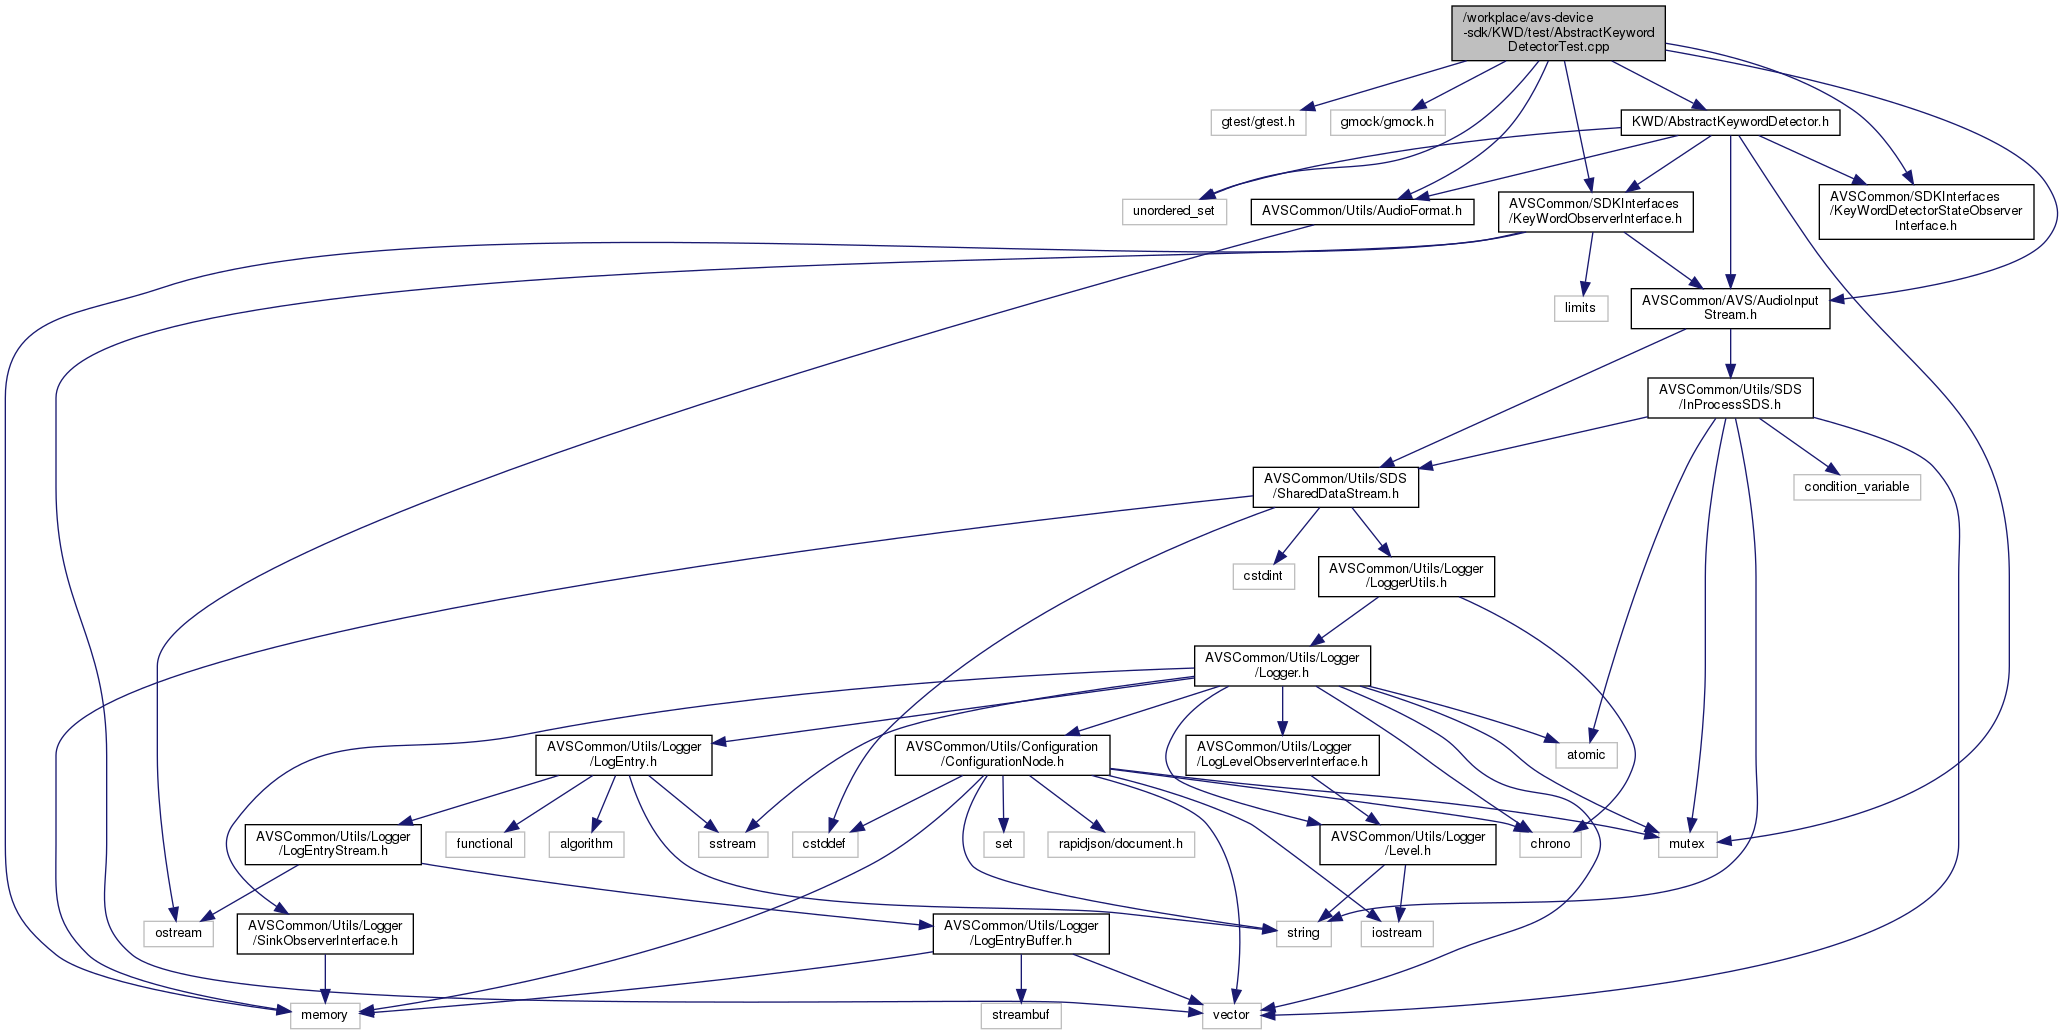 /workplace/avs-device
-sdk/KWD/test/AbstractKeyword
DetectorTest.cpp
gtest/gtest.h
gmock/gmock.h
KWD/AbstractKeywordDetector.h
unordered_set
AVSCommon/Utils/AudioFormat.h
AVSCommon/SDKInterfaces
/KeyWordObserverInterface.h
AVSCommon/SDKInterfaces
/KeyWordDetectorStateObserver
Interface.h
limits
AVSCommon/AVS/AudioInput
Stream.h
AVSCommon/Utils/SDS
/InProcessSDS.h
AVSCommon/Utils/SDS
/SharedDataStream.h
condition_variable
cstdint
AVSCommon/Utils/Logger
/LoggerUtils.h
AVSCommon/Utils/Logger
/Logger.h
AVSCommon/Utils/Logger
/LogEntry.h
AVSCommon/Utils/Configuration
/ConfigurationNode.h
AVSCommon/Utils/Logger
/LogLevelObserverInterface.h
atomic
AVSCommon/Utils/Logger
/LogEntryStream.h
functional
algorithm
sstream
cstddef
set
rapidjson/document.h
AVSCommon/Utils/Logger
/Level.h
chrono
mutex
ostream
AVSCommon/Utils/Logger
/SinkObserverInterface.h
AVSCommon/Utils/Logger
/LogEntryBuffer.h
string
iostream
memory
streambuf
vector